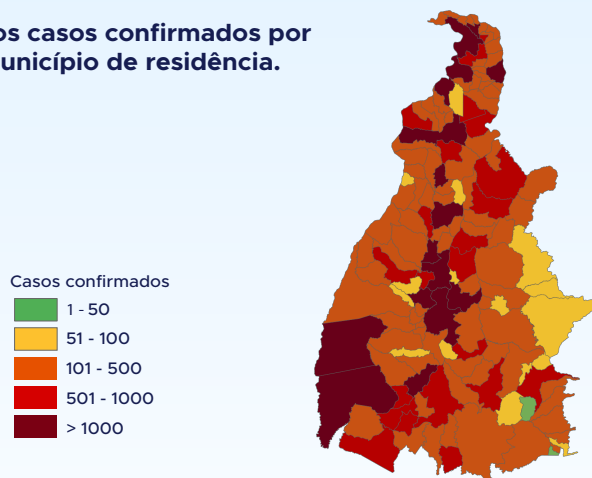 os casos confirmados por
unicípio de residência.
Casos confirmados
1 - 50
51 - 100
101 - 500
501 - 1000
> 1000